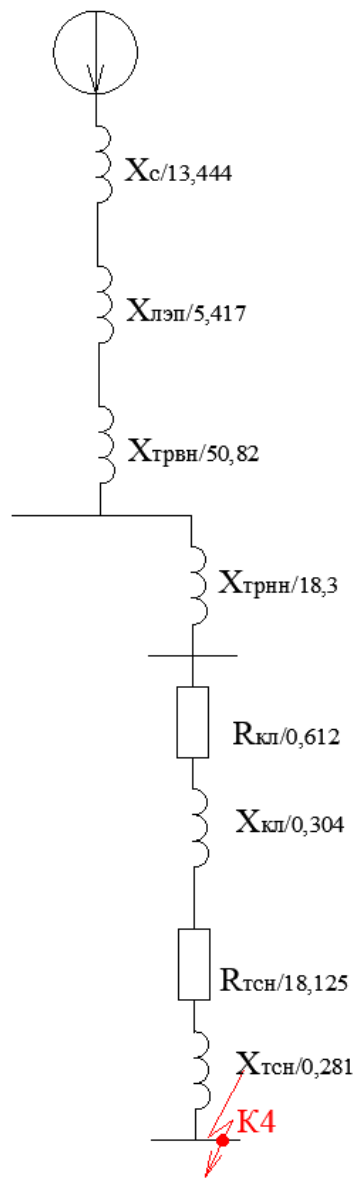 Xс/13,444
Xлэп/5,417
Xтрвн/50,82
Xтрнн/18,3
Rкл/0,612
Xкл/0,304
Rтсн/18,125
Xтсн/0,281
К4